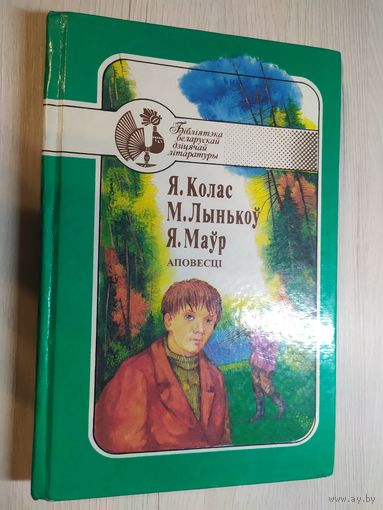 Бібліятэка
беларускай
дзіцячай
літаратуры
Я. Колас
М. Лынькоў
Я. Маўр
АПОВЕСЦІ
www.ay.by